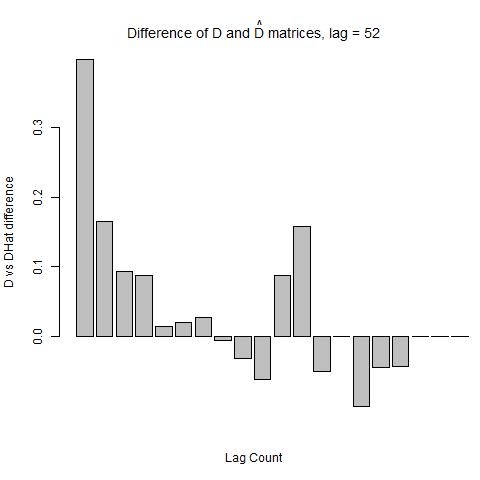 Difference of D and D̂ matrices, lag = 52
D vs DHat difference
0.3
0.2
0.1
0.0
Lag Count